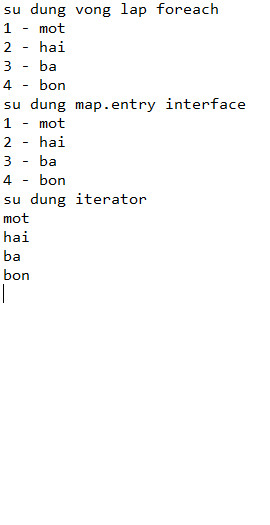 su dung vong lap foreach
1 - mot
2 - hai
3 - ba
4 - bon
su dung map.entry interface
1 - mot
2 - hai
3 - ba
4 - bon
su dung iterator
mot
hai
ba
bon